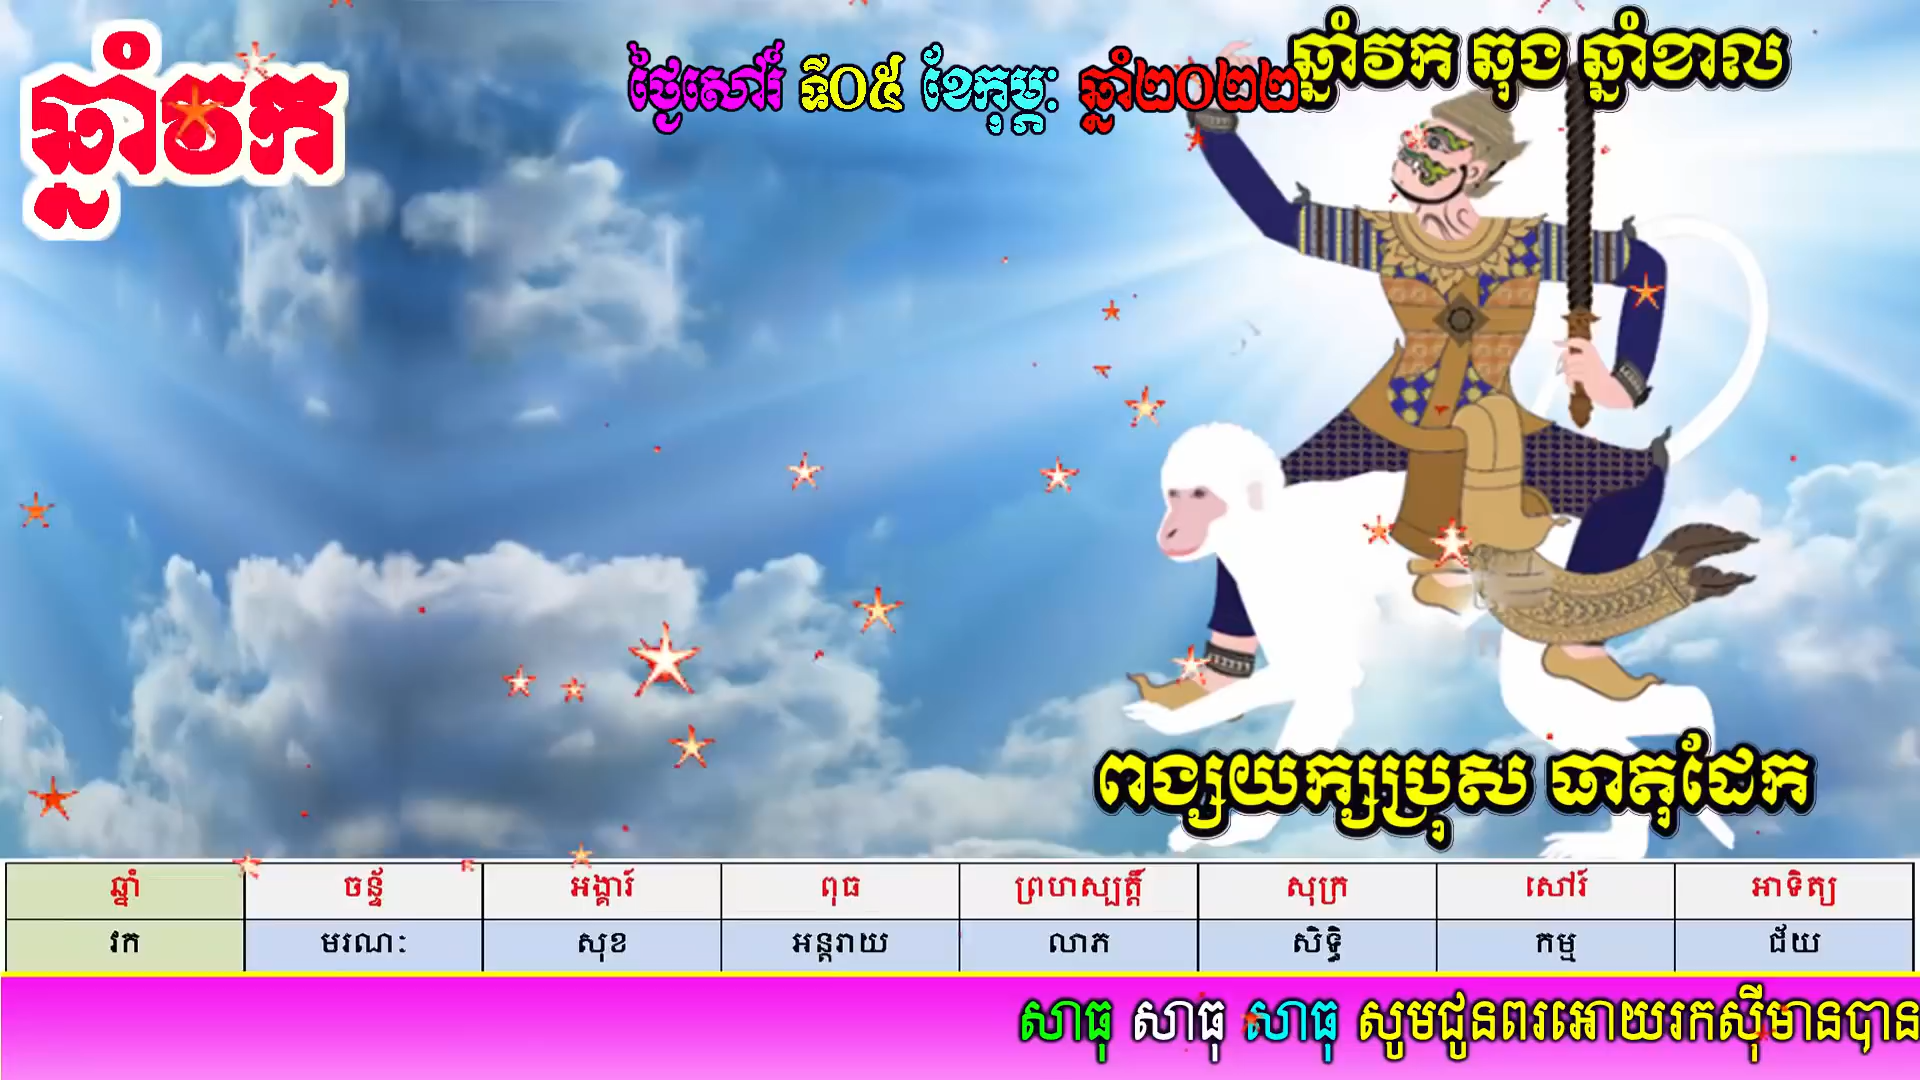 ឆ្នាំវក
ថ្ងៃសៅរ៍ ទី០៥ ខែកុម្ភៈ ឆ្នាំ២០២២
ឆ្នាំវក ឆុង ឆ្នាំខាល
ពង្សយក្សប្រុស ធាតុដែក
ឆ្នាំ ចន្ទ័ អង្គារ៍ ពុធ ព្រហស្បត្តិ៍ សុក្រ សៅរ៍ អាទិត្យ
វក មរណៈ សុខ អន្តរាយ លាភ សិទ្ធិ កម្ម ជ័យ
សាធុ សាធុ សាធុ សូមជូនពរអោយរកស៊ីមានបាន